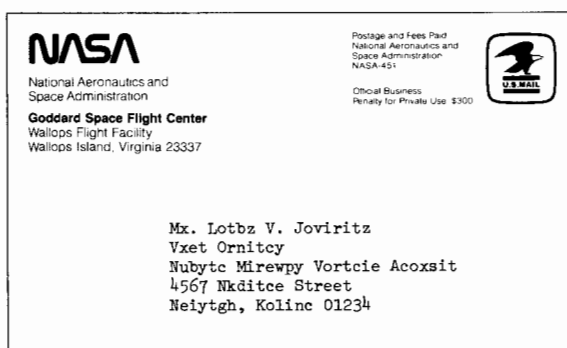 NASA
National Aeronautics and
Space Administration
Goddard Space Flight Center
Wallops Flight Facility
Wallops Island, Virginia 23337
Postage and Fees Paid
National Aeronautics and
Space Administration
NASA-451
Official Business
Penalty for Private Use $300
U.S.MAIL
Mx. Lotbz V. Joviritz
Vxet Ornitcy
Nubytc Mirewpy Vortcie Acoxsit
4567 Nkditce Street
Neiytgh, Kolinc 01234